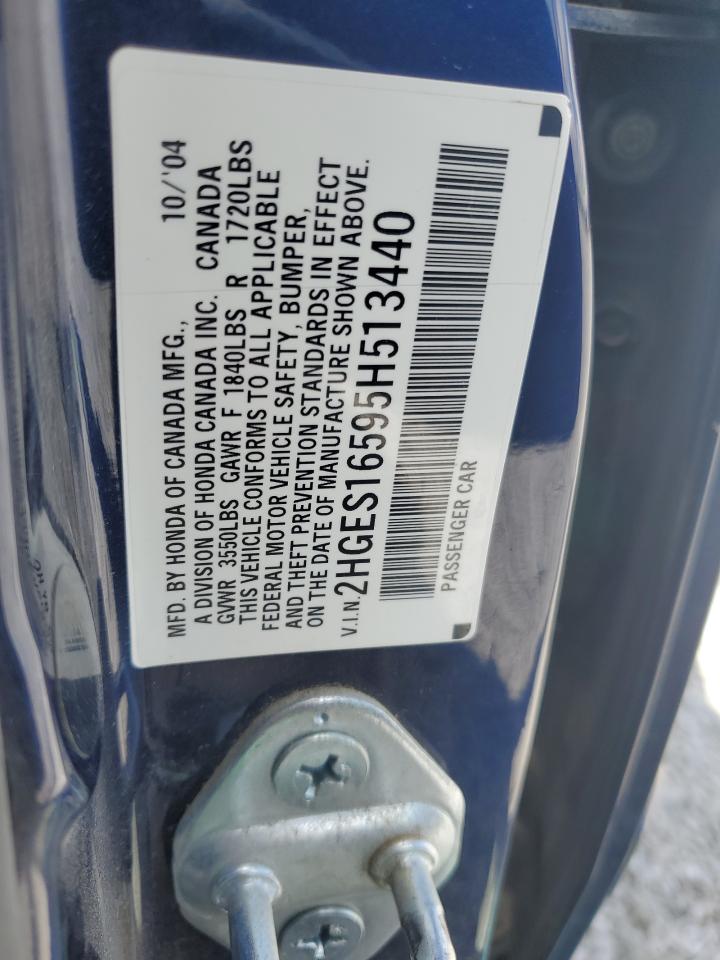 MFD. BY HONDA OF CANADA MFG., 10/'04
A DIVISION OF HONDA CANADA INC. CANADA
GVWR 3550LBS GAWR F 1840LBS R 1720LBS
THIS VEHICLE CONFORMS TO ALL APPLICABLE
FEDERAL MOTOR VEHICLE SAFETY, BUMPER,
AND THEFT PREVENTION STANDARDS IN EFFECT
ON THE DATE OF MANUFACTURE SHOWN ABOVE.
V.I.N. 2HGES16595H513440
PASSENGER CAR